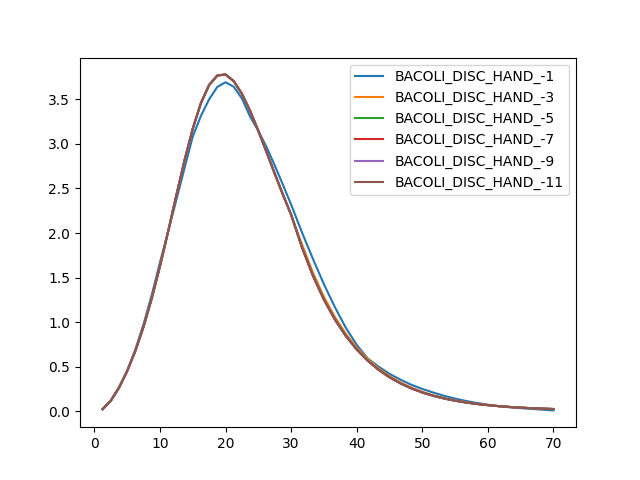 BACOLI_DISC_HAND_-1
BACOLI_DISC_HAND_-3
BACOLI_DISC_HAND_-5
BACOLI_DISC_HAND_-7
BACOLI_DISC_HAND_-9
BACOLI_DISC_HAND_-11
3.5
3.0
2.5
2.0
1.5
1.0
0.5
0.0
0 10 20 30 40 50 60 70